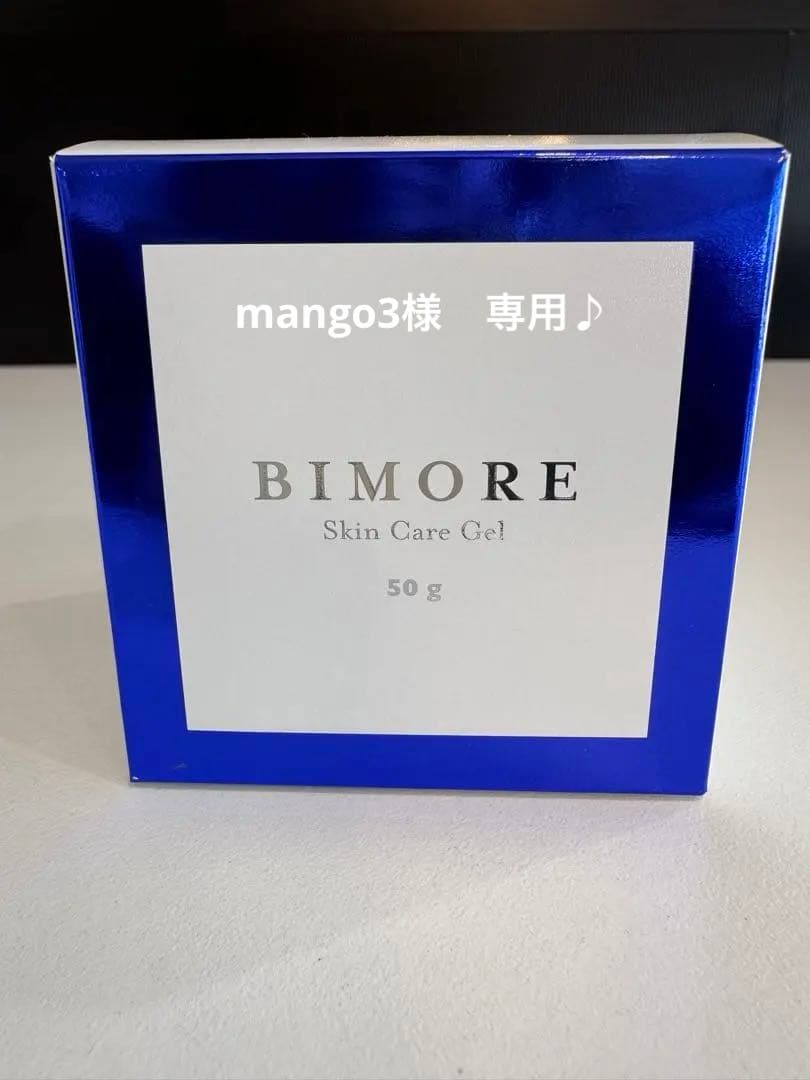 mango3様　専用♪
BIMORE
Skin Care Gel
50 g